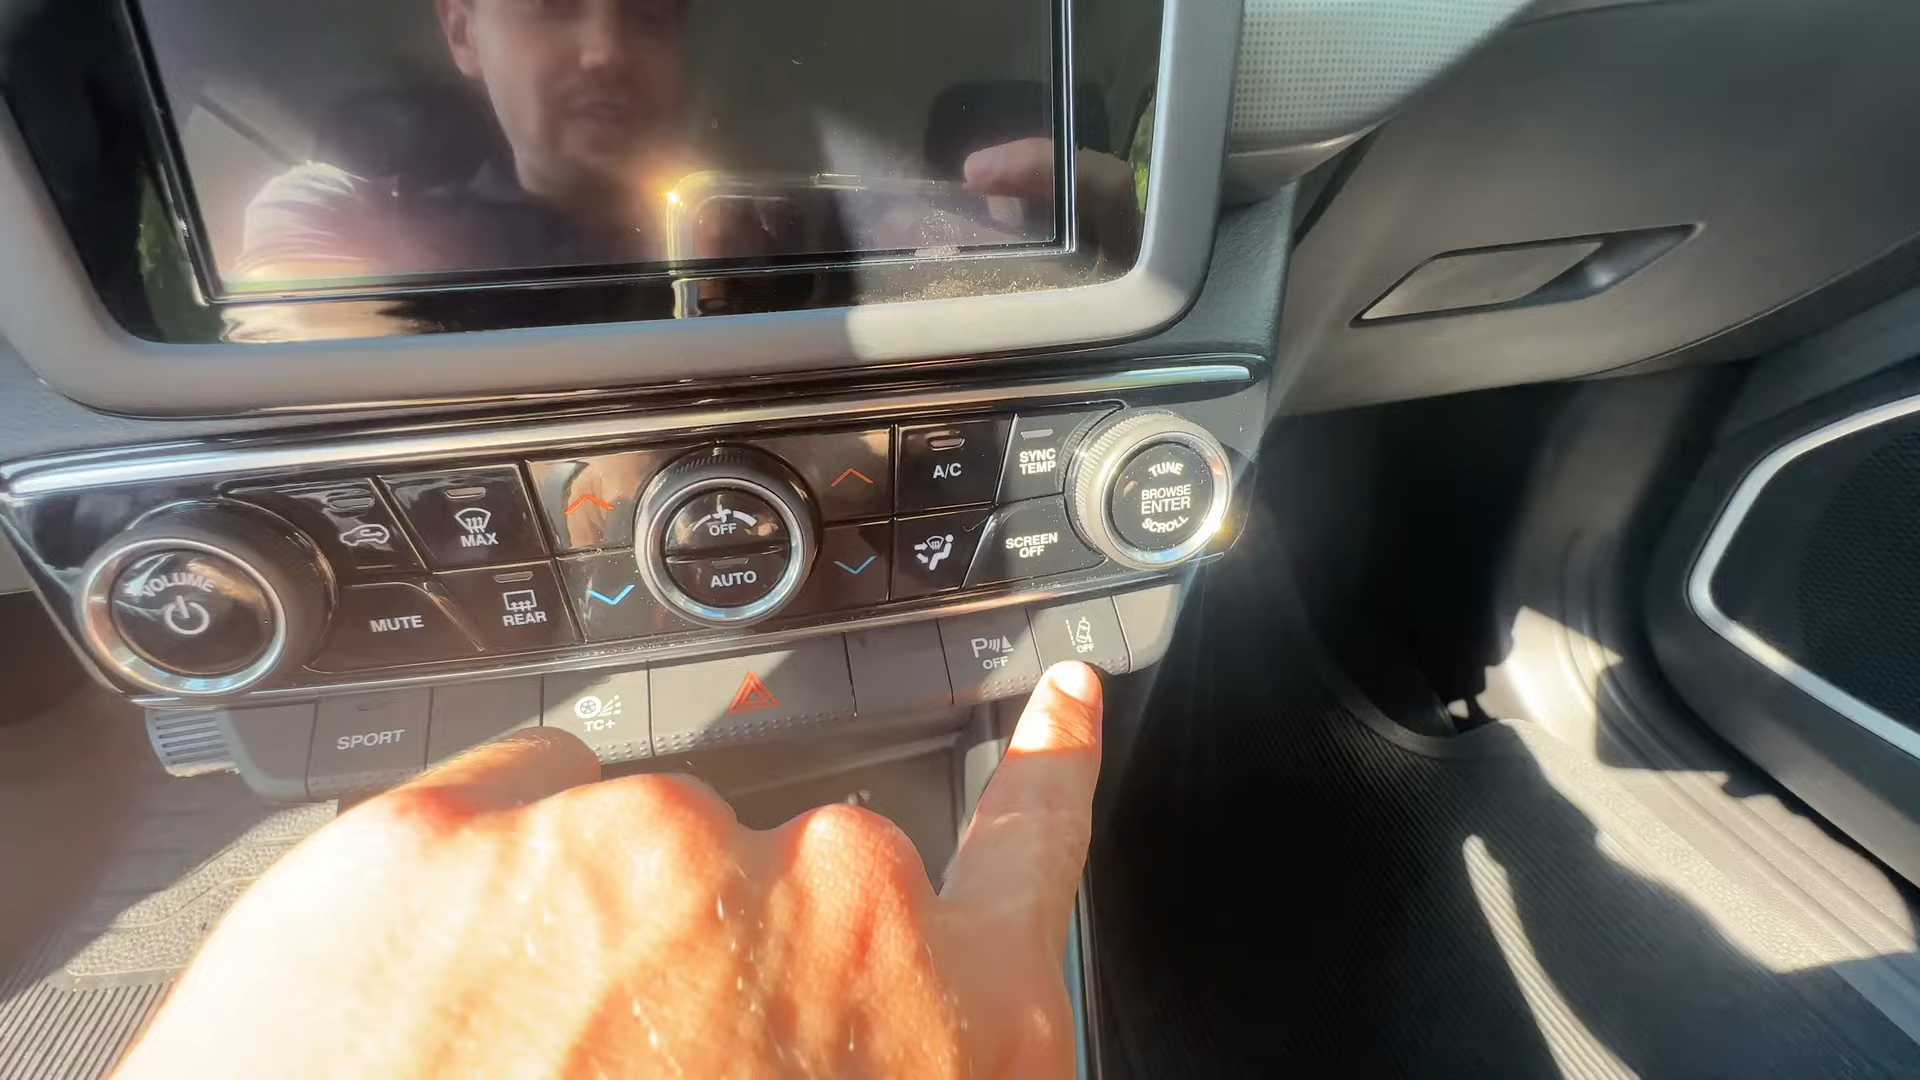 VOLUME
MUTE
MAX
REAR
OFF
AUTO
A/C
SYNC
TEMP
SCREEN
OFF
TUNE
BROWSE
ENTER
SCROLL
SPORT
TC+
P
OFF
OFF